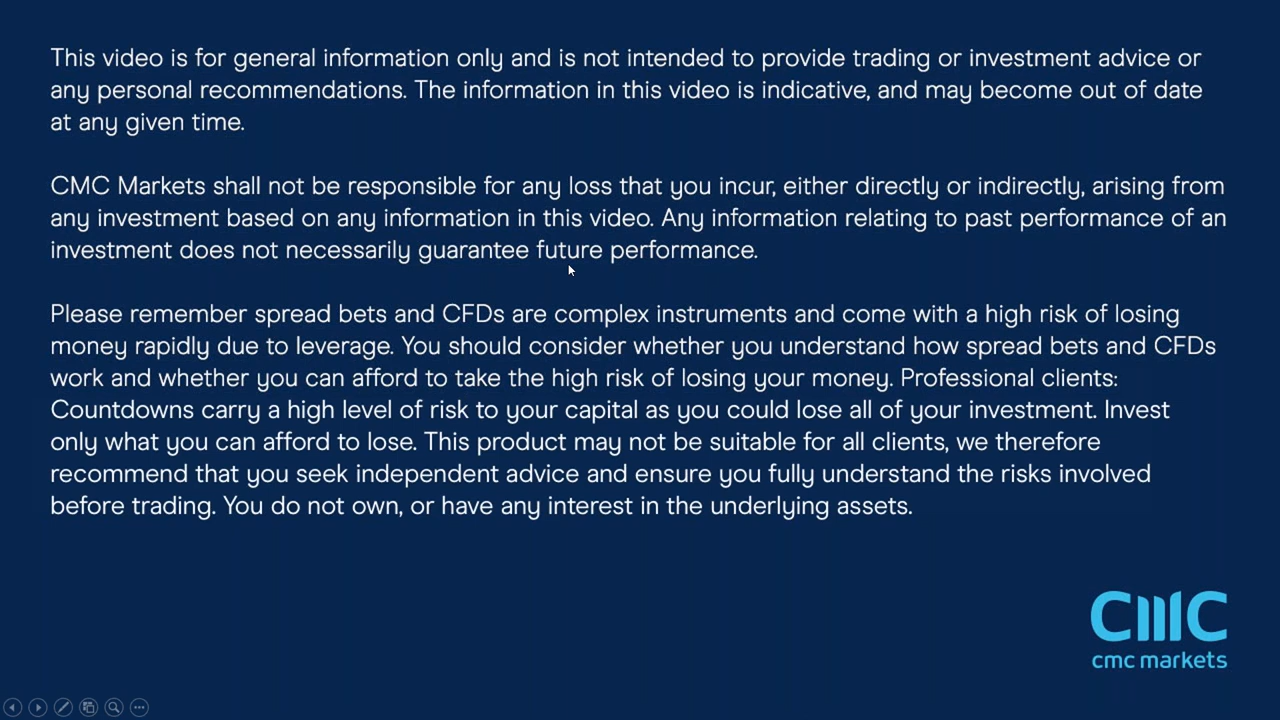 This video is for general information only and is not intended to provide trading or investment advice or
any personal recommendations. The information in this video is indicative, and may become out of date
at any given time.
CMC Markets shall not be responsible for any loss that you incur, either directly or indirectly, arising from
any investment based on any information in this video. Any information relating to past performance of an
investment does not necessarily guarantee future performance.
Please remember spread bets and CFDs are complex instruments and come with a high risk of losing
money rapidly due to leverage. You should consider whether you understand how spread bets and CFDs
work and whether you can afford to take the high risk of losing your money. Professional clients:
Countdowns carry a high level of risk to your capital as you could lose all of your investment. Invest
only what you can afford to lose. This product may not be suitable for all clients, we therefore
recommend that you seek independent advice and ensure you fully understand the risks involved
before trading. You do not own, or have any interest in the underlying assets.
CMC
cmc markets